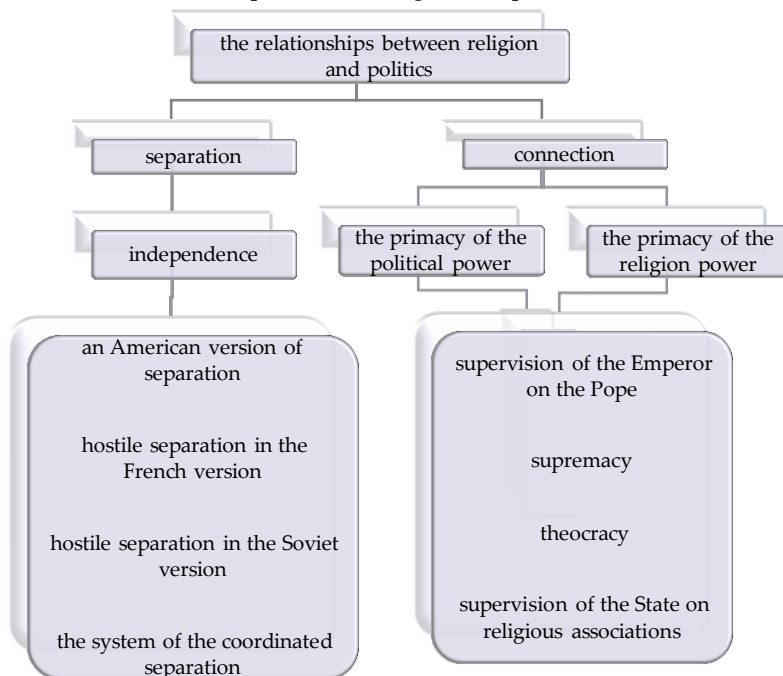 the relationships between religion
and politics
separation
connection
independence
the primacy of the
political power
the primacy of the
religion power
an American version of
separation
hostile separation in the
French version
hostile separation in the Soviet
version
the system of the coordinated
separation
supervision of the Emperor
on the Pope
supremacy
theocracy
supervision of the State on
religious associations